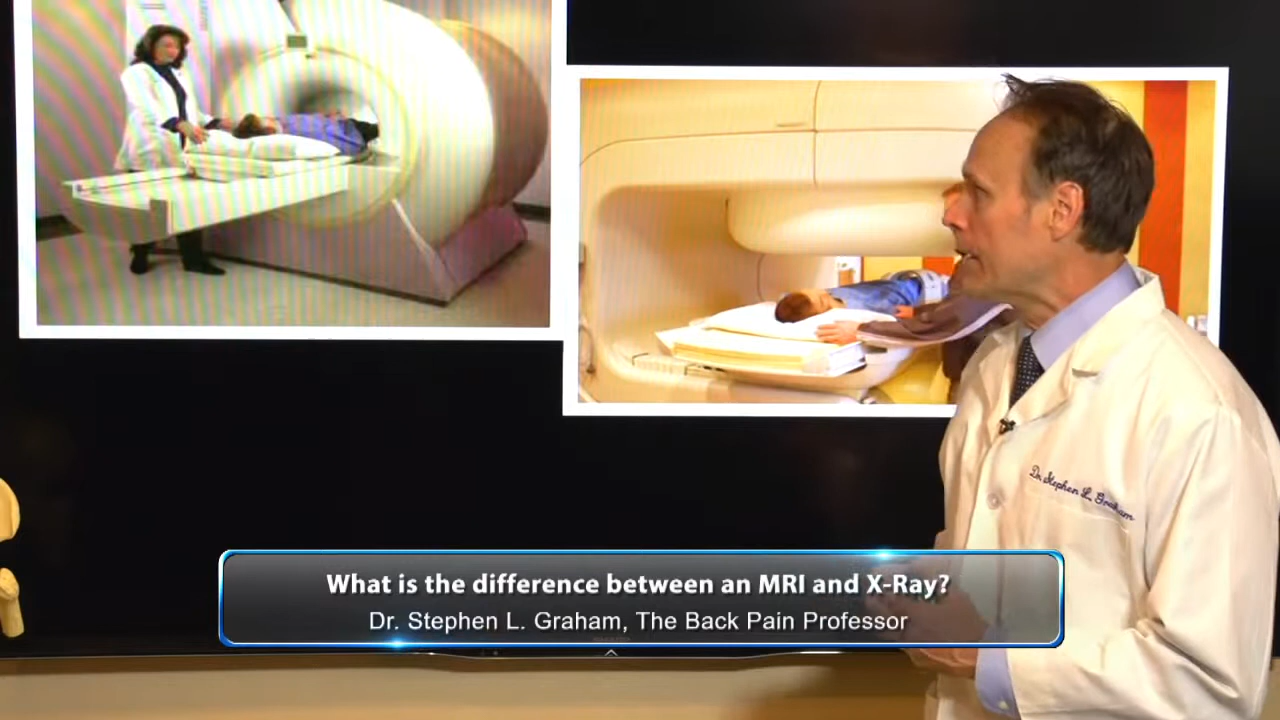 Dr. Stephen L. Graham
What is the difference between an MRI and X-Ray?
Dr. Stephen L. Graham, The Back Pain Professor